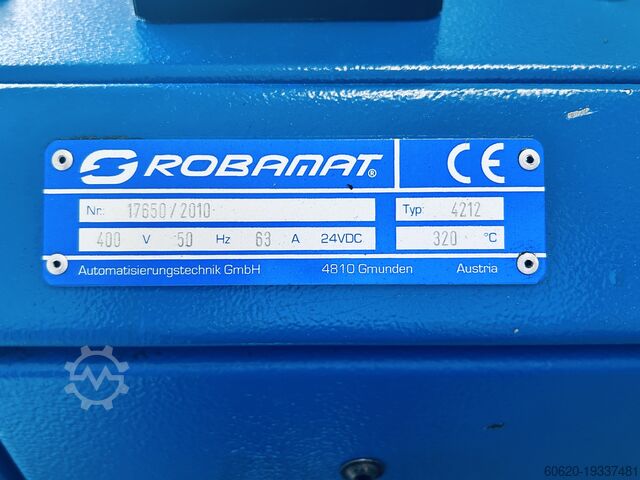 ROBAMAT® CE
Nr. 17650/2010 Typ 4212
400 V 50 Hz 63 A 24VDC 320 °C
Automatisierungstechnik GmbH 4810 Gmunden Austria
60620-19337481